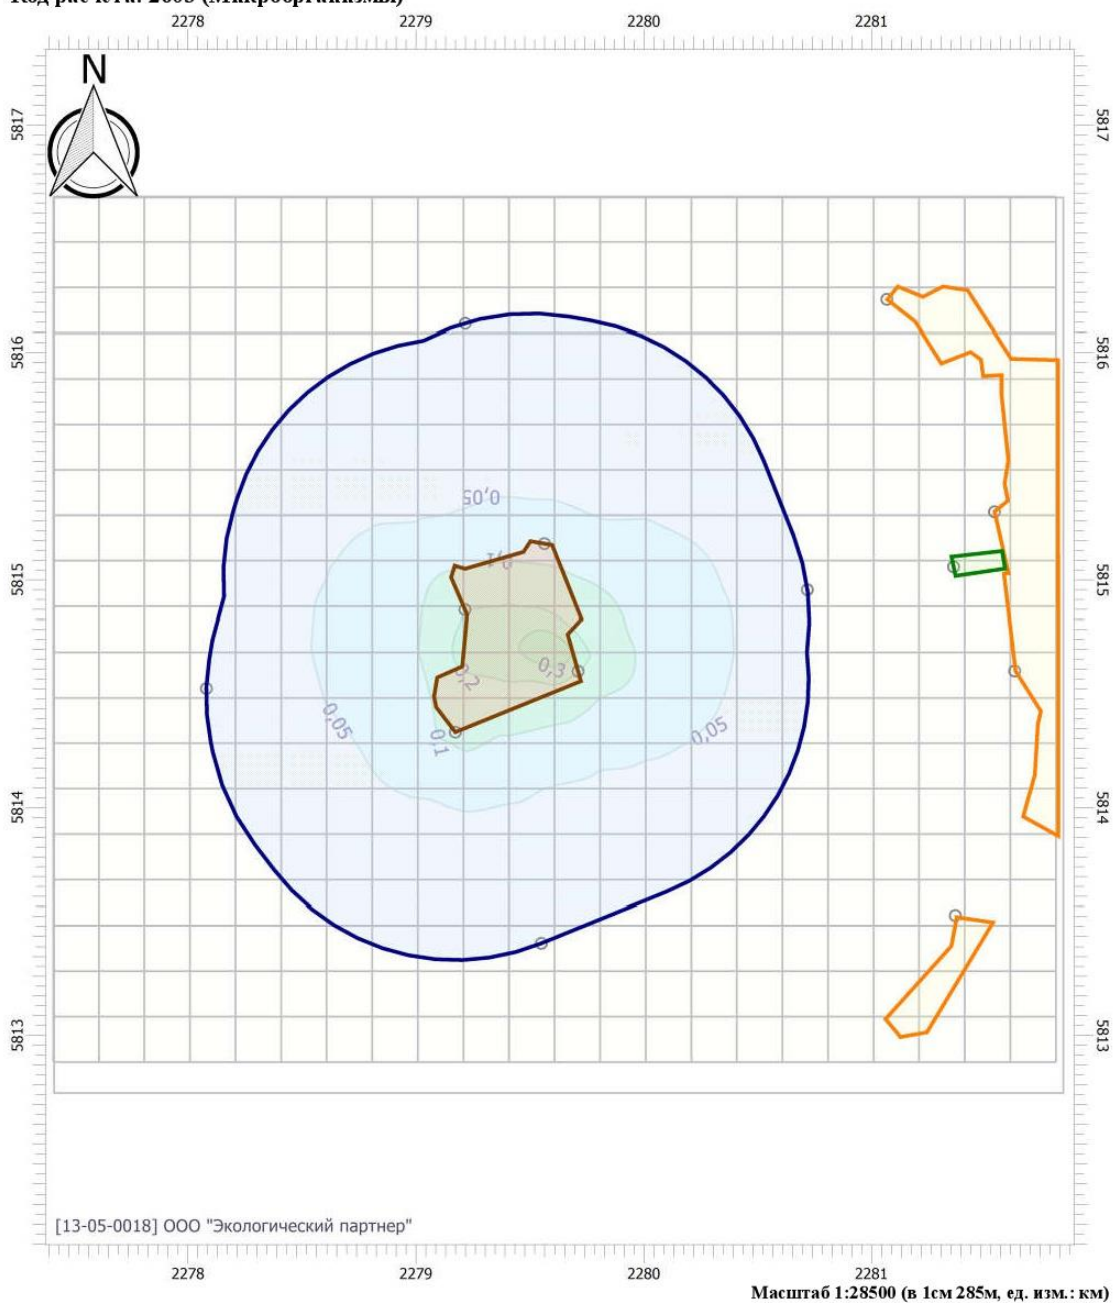 2278 2279 2280 2281
N
5817 5817
5816 5816
0,05
0,1
5815 5815
0,3
0,2
0,05
0,1
0,05
5814 5814
5813 5813
[13-05-0018] ООО "Экологический партнер"
2278 2279 2280 2281
Масштаб 1:28500 (в 1см 285м, ед. изм.: км)